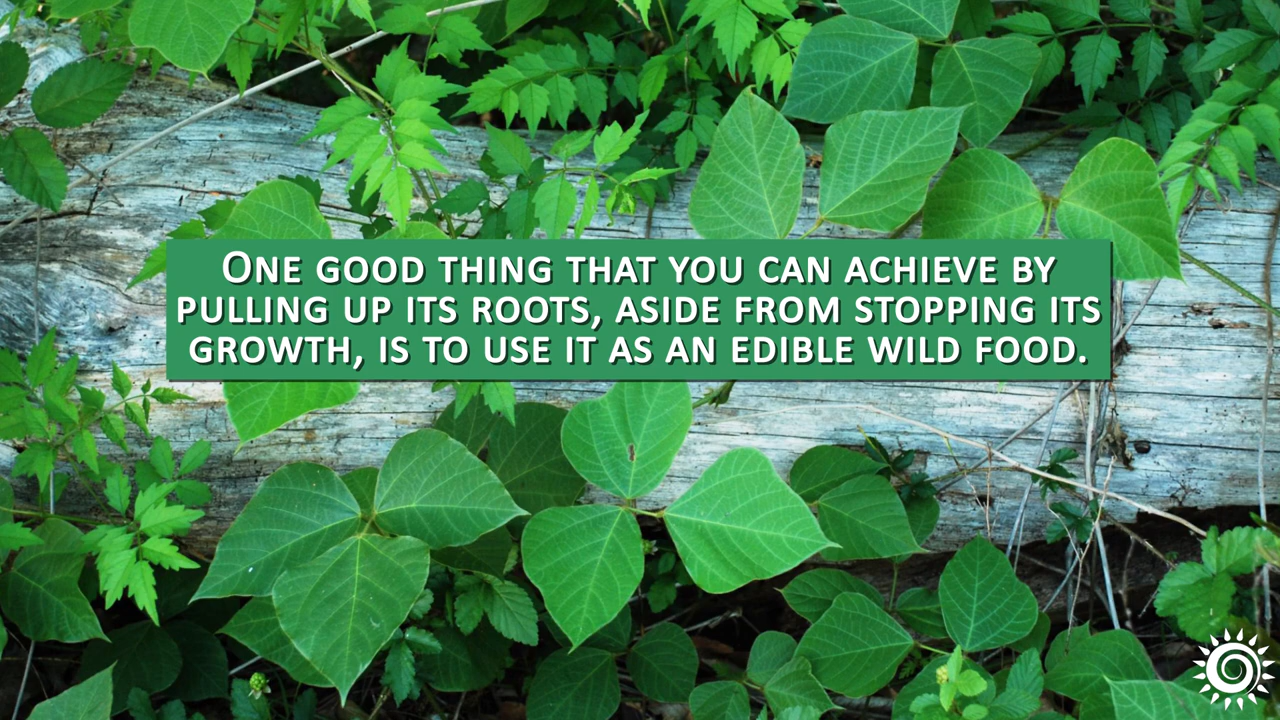 One good thing that you can achieve by
pulling up its roots, aside from stopping its
growth, is to use it as an edible wild food.